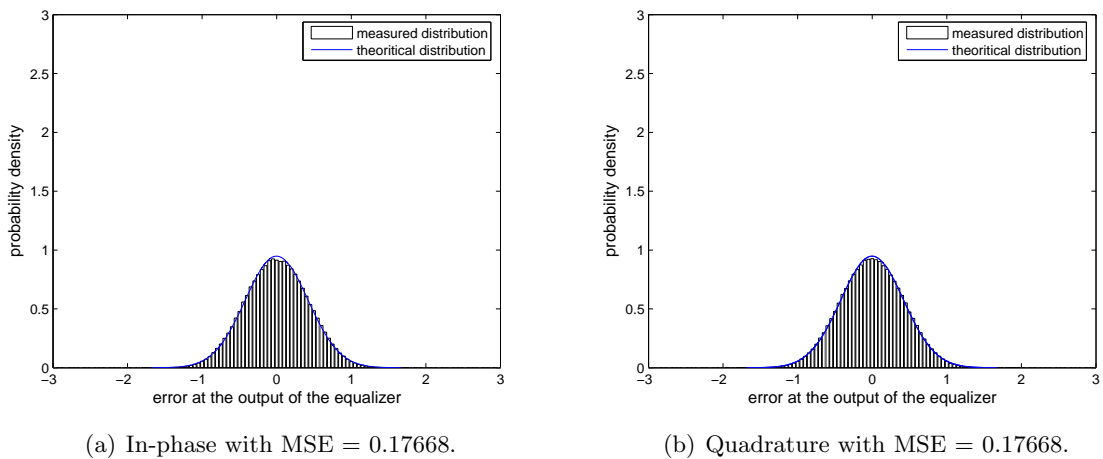 3
2.5
2
1.5
1
0.5
0
−3
−2
−1
0
1
2
3
probability density
error at the output of the equalizer
measured distribution
theoritical distribution
(a) In-phase with MSE = 0.17668.
3
2.5
2
1.5
1
0.5
0
−3
−2
−1
0
1
2
3
probability density
error at the output of the equalizer
measured distribution
theoritical distribution
(b) Quadrature with MSE = 0.17668.